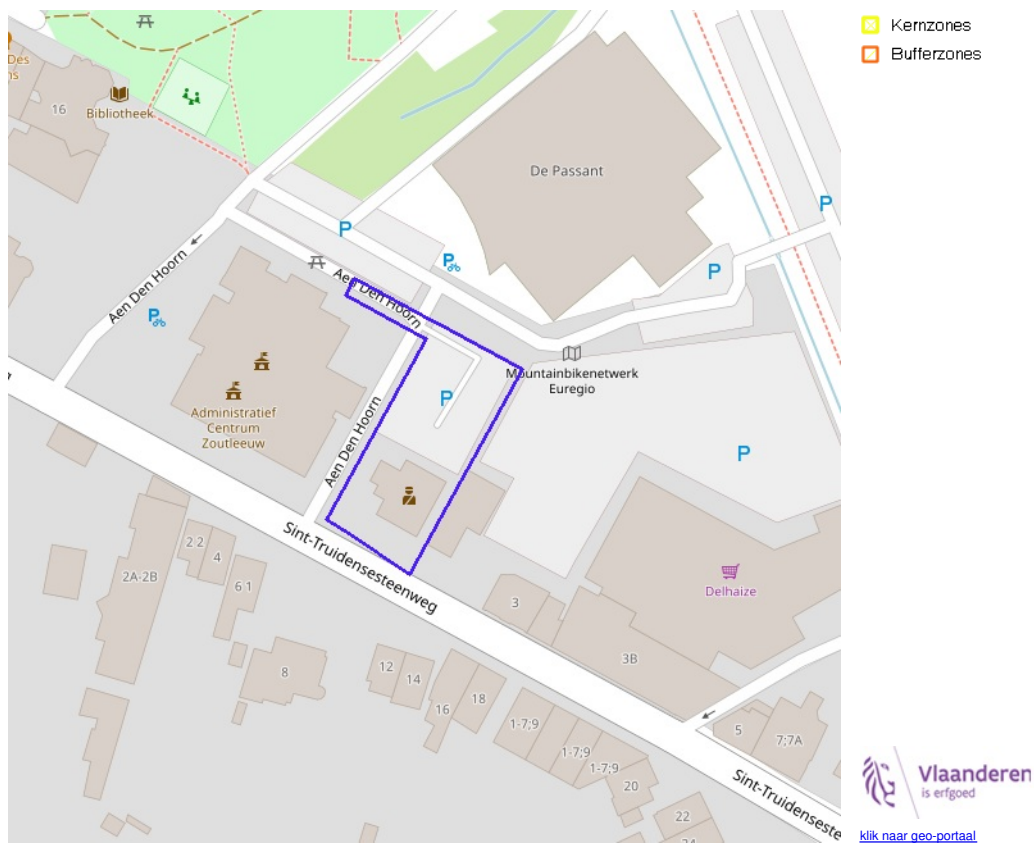 Kernzones
Bufferzones
Des
ns
16
Bibliotheek
De Passant
P
P
P
P
Aen Den Hoorn
Aen Den Hoorn
P
P
Mountainbikenetwerk
Euregio
Administratief
Centrum
Zoutleeuw
Aen Den Hoorn
P
Sint-Truidensesteenweg
2 2
4
6 1
2A-2B
Delhaize
3
3B
8
12
14
16
18
1-7;9
1-7;9
1-7;9
20
22
24
5
7;7A
Sint-Truidensestee
P
Vlaanderen
is erfgoed
klik naar geo-portaal